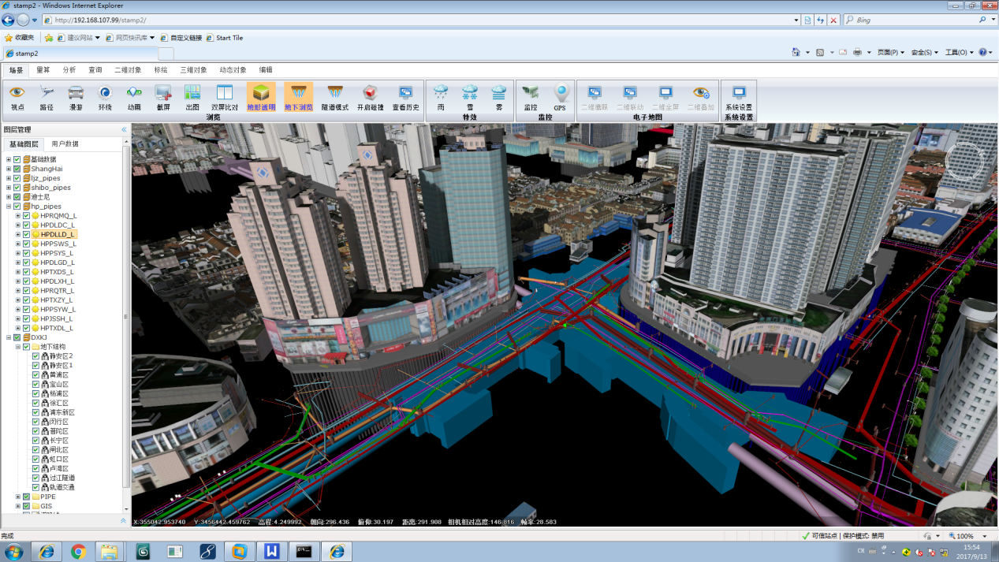 stamp2 - Windows Internet Explorer
http://192.168.107.99/stamp2/
Bing
收藏夹 建议网站 网页快讯库 自定义链接 Start Tile
stamp2
页面(P) 安全(S) 工具(O)
场景 量算 分析 查询 二维对象 标绘 三维对象 动态对象 编辑
视点 路径 漫游 环绕 动画 截屏 出图 双屏比对 地形透明 地下浏览 隧道模式 开启碰撞 查看历史 雨 雪 雾 监控 GPS 二维鹰眼 二维联动 二维全屏 二维叠加 系统设置
浏览 特效 监控 电子地图 系统设置
图层管理
基础图层 用户数据
基础数据
ShangHai
ljz_pipes
shibo_pipes
迪士尼
hp_pipes
HPRQMQ_L
HPDLDC_L
HPDLLD_L
HPPSWS_L
HPPSYS_L
HPDLGD_L
HPTXDS_L
HPDLXH_L
HPRQTR_L
HPTXZY_L
HPPSYW_L
HPJSSH_L
HPTXDL_L
DXKJ
地下结构
静安区2
静安区1
黄浦区
宝山区
杨浦区
徐汇区
浦东新区
闵行区
普陀区
长宁区
闸北区
虹口区
卢湾区
过江隧道
轨道交通
PIPE
GIS
X:355042.953740 Y:3456442.459762 高程:4.249992 朝向:296.436 俯仰:30.197 距离:291.908 相机相对高度:146.816 帧率:28.583
完成
可信站点 | 保护模式: 禁用
100%
CH
15:54
2017/9/13